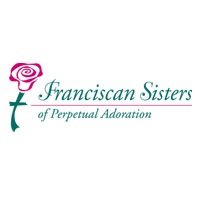 Franciscan Sisters
of Perpetual Adoration